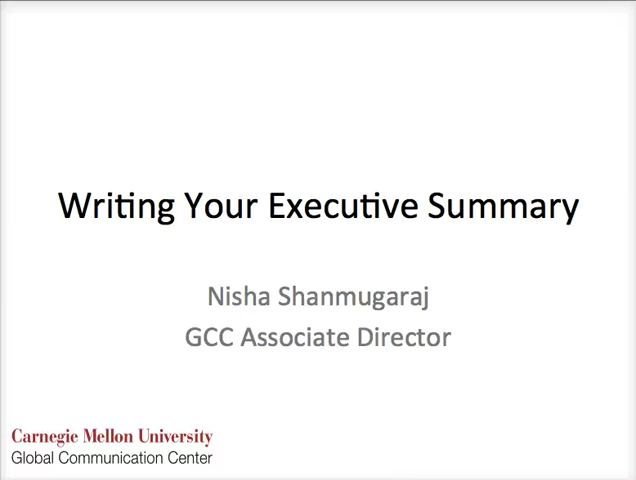 Writing Your Executive Summary
Nisha Shanmugaraj
GCC Associate Director
Carnegie Mellon University
Global Communication Center